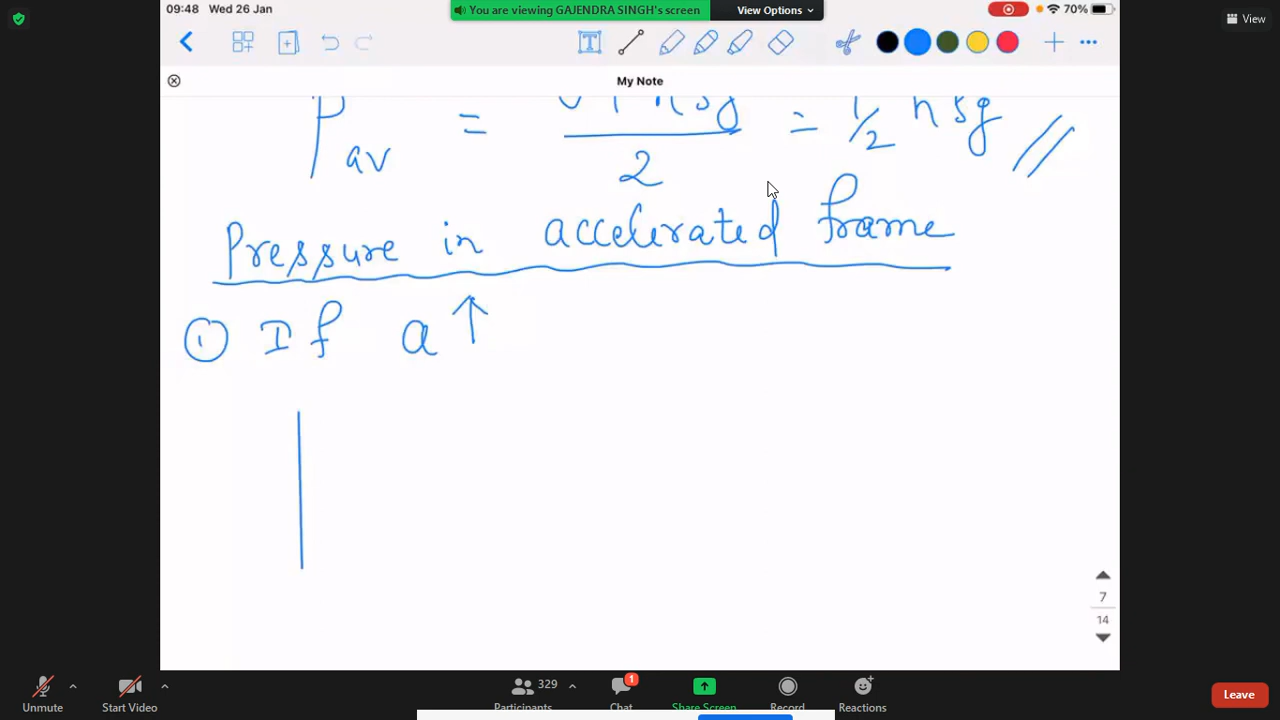 09:48 Wed 26 Jan
You are viewing GAJENDRA SINGH's screen
View Options
70%
View
My Note
P av = 2 = 1/2 h ρ g //
Pressure in accelerated frame
① If a ↑
7
14
Unmute
Start Video
329
Participants
1
Chat
Share Screen
Record
Reactions
Leave